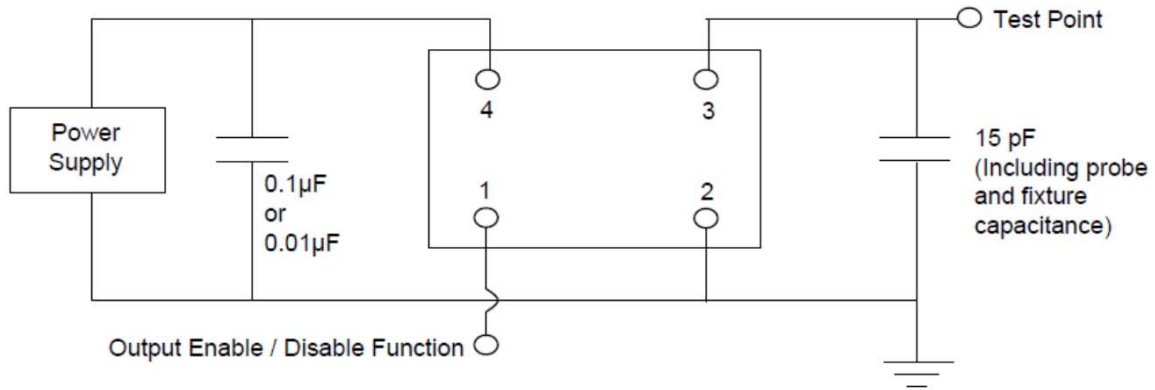 Test Point
Power
Supply
4
3
15 pF
(Including probe
and fixture
capacitance)
0.1µF
or
0.01µF
1
2
Output Enable / Disable Function